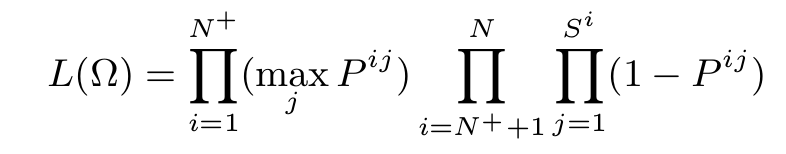 L(Ω) = ∏_{i=1}^{N^+} (max_j P^{ij}) ∏_{i=N^++1}^{N} ∏_{j=1}^{S^i} (1 − P^{ij})